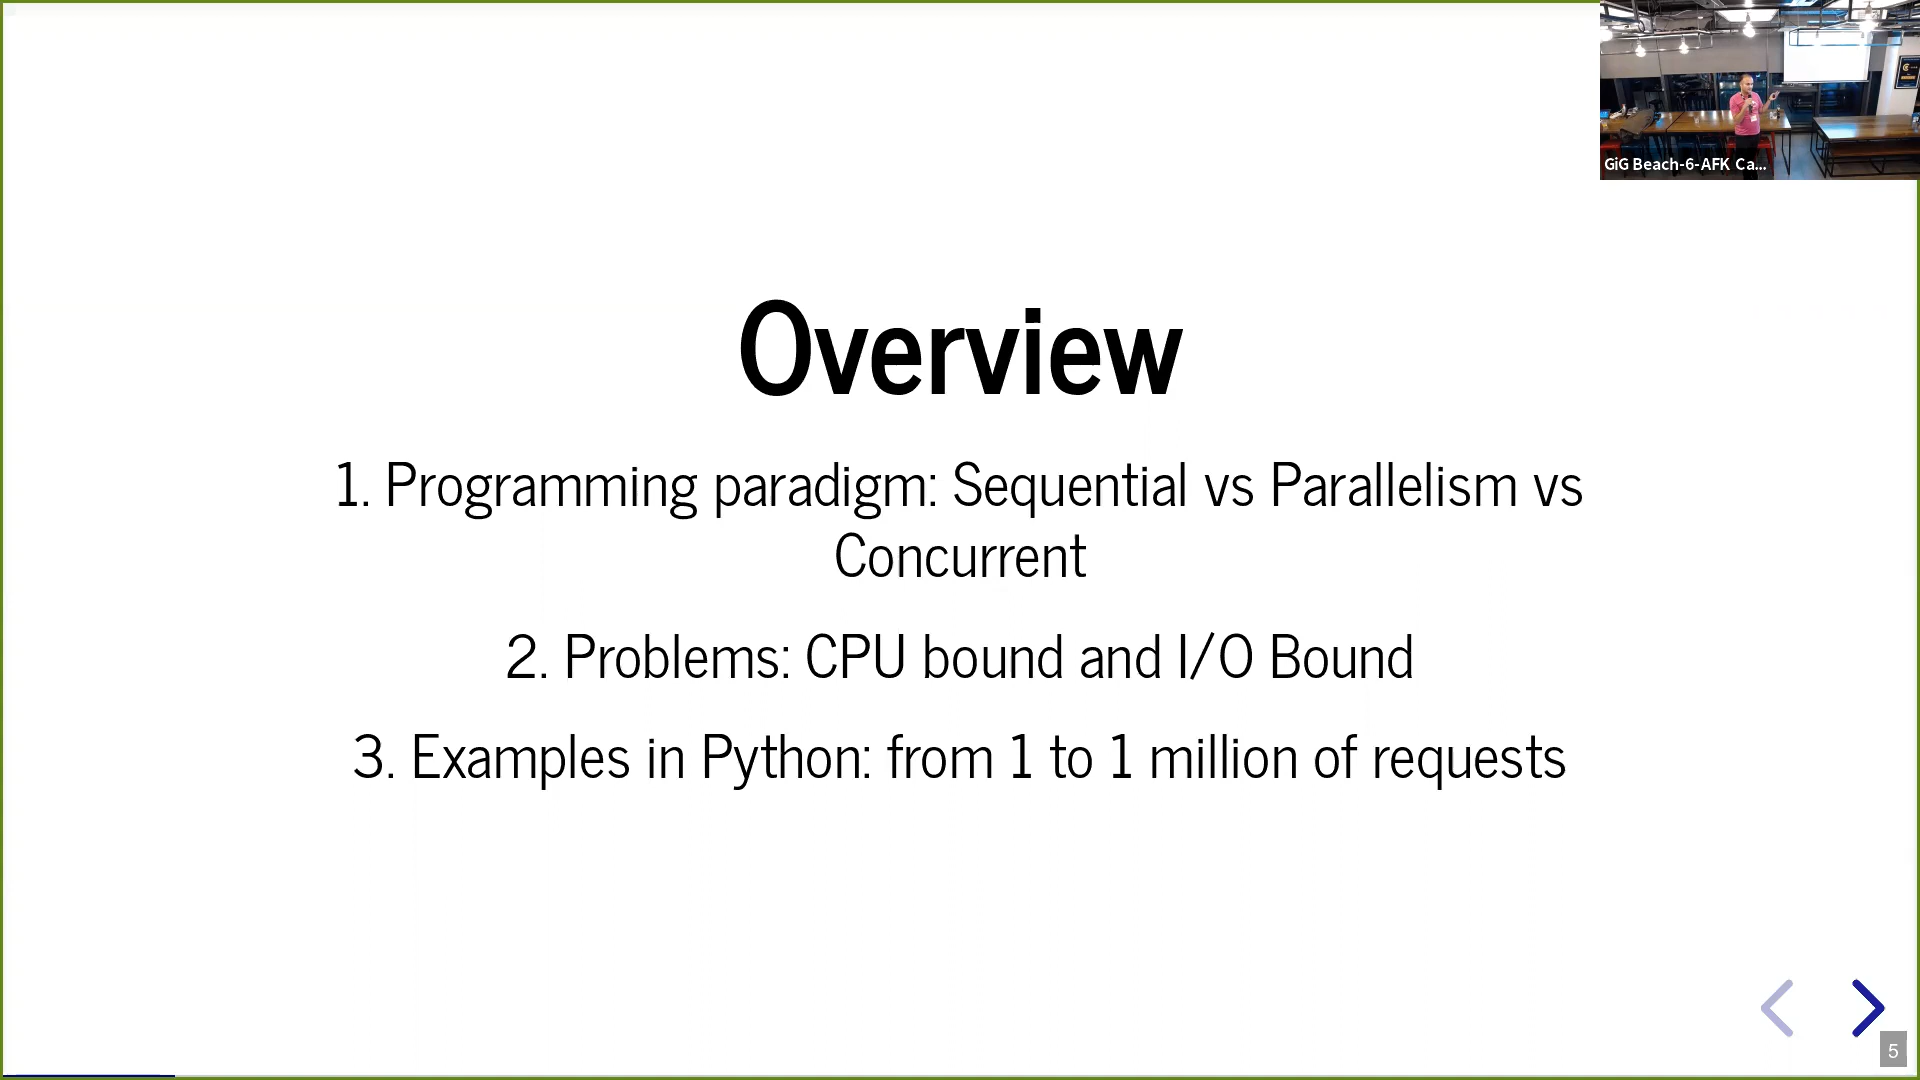 GiG Beach-6-AFK Ca...
Overview
1. Programming paradigm: Sequential vs Parallelism vs
Concurrent
2. Problems: CPU bound and I/O Bound
3. Examples in Python: from 1 to 1 million of requests
5